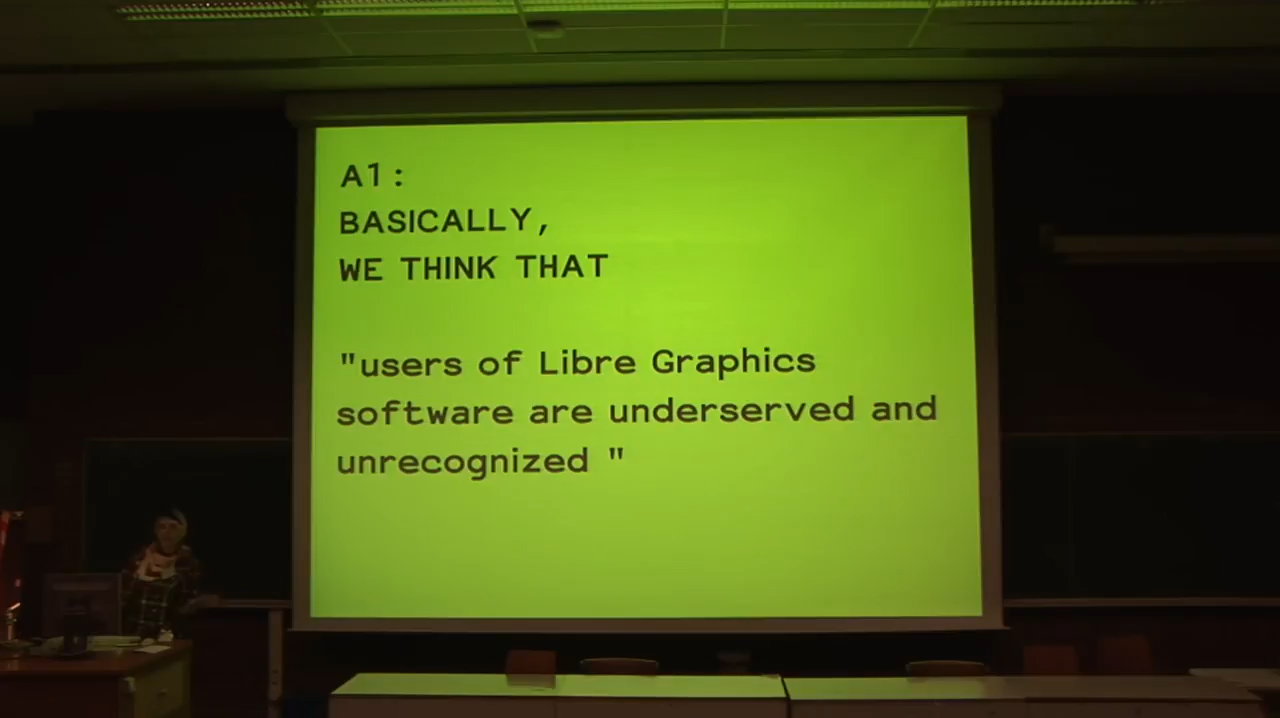 A1:
BASICALLY,
WE THINK THAT
"users of Libre Graphics
software are underserved and
unrecognized "